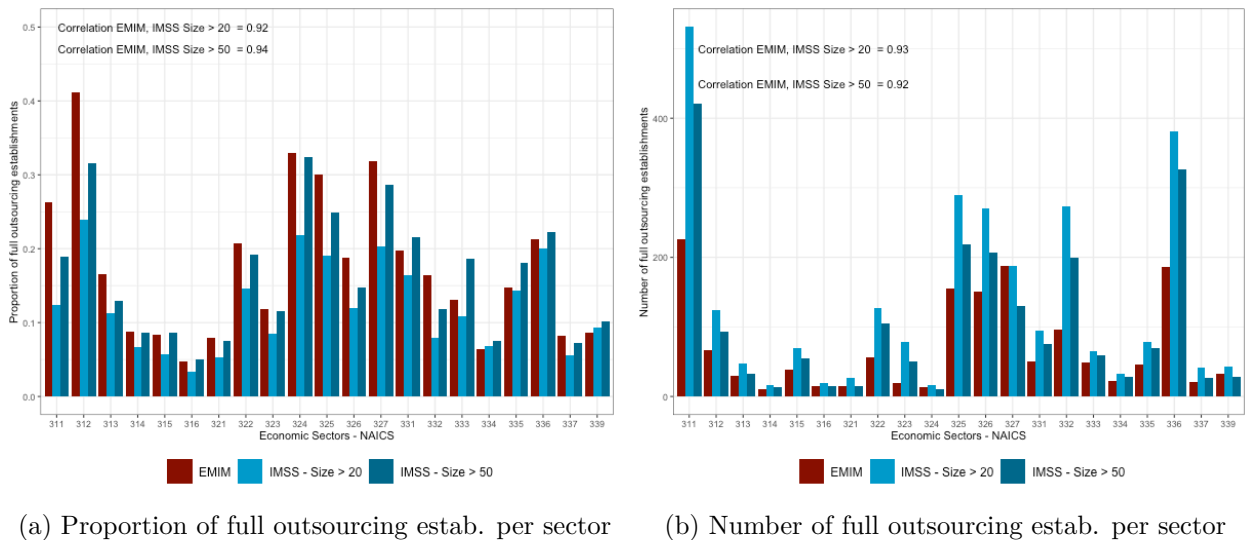 Correlation EMIM, IMSS Size > 20 = 0.92
Correlation EMIM, IMSS Size > 50 = 0.94
Proportion of full outsourcing establishments
0.5
0.4
0.3
0.2
0.1
0.0
311 312 313 314 315 316 321 322 323 324 325 326 327 331 332 333 334 335 336 337 339
Economic Sectors - NAICS
EMIM IMSS - Size > 20 IMSS - Size > 50
(a) Proportion of full outsourcing estab. per sector
Correlation EMIM, IMSS Size > 20 = 0.93
Correlation EMIM, IMSS Size > 50 = 0.92
Number of full outsourcing establishments
400
200
0
311 312 313 314 315 316 321 322 323 324 325 326 327 331 332 333 334 335 336 337 339
Economic Sectors - NAICS
EMIM IMSS - Size > 20 IMSS - Size > 50
(b) Number of full outsourcing estab. per sector